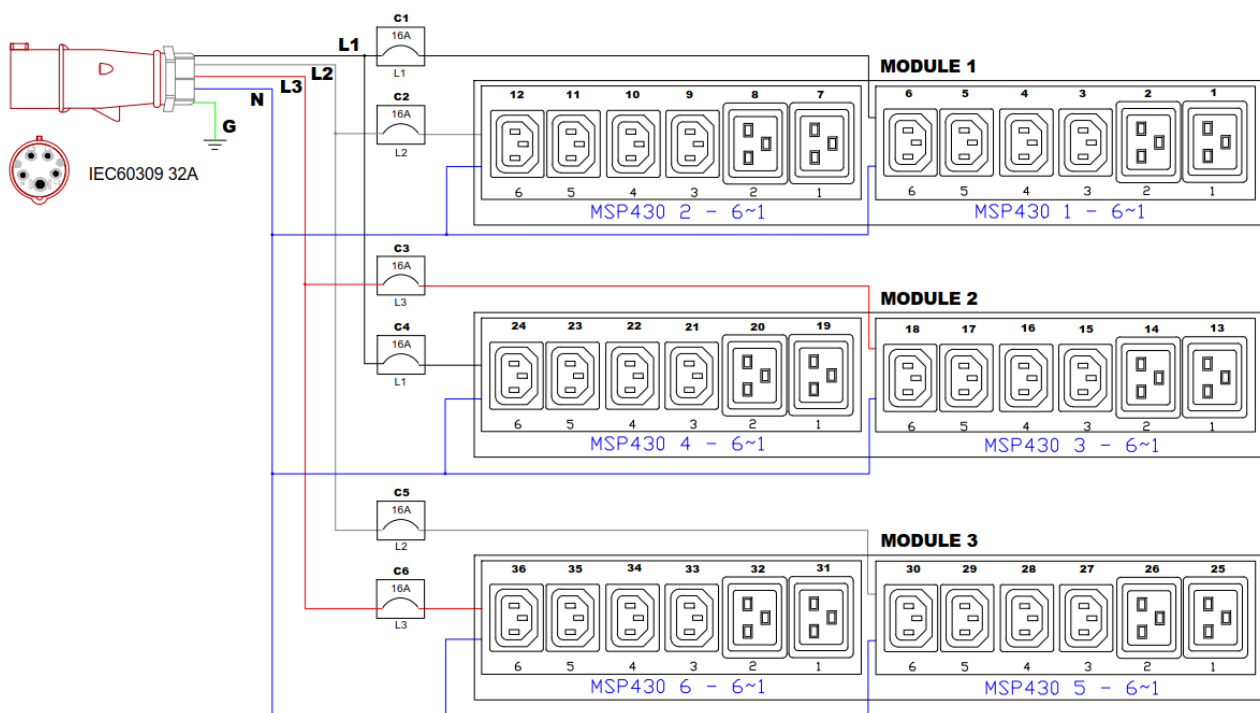 C1
16A
L1
L1
L2
L3
N
G
IEC60309 32A
C2
16A
L2
MODULE 1
12 11 10 9 8 7
6 5 4 3 2 1
MSP430 2 - 6~1
6 5 4 3 2 1
6 5 4 3 2 1
MSP430 1 - 6~1
C3
16A
L3
C4
16A
L1
MODULE 2
24 23 22 21 20 19
6 5 4 3 2 1
MSP430 4 - 6~1
18 17 16 15 14 13
6 5 4 3 2 1
MSP430 3 - 6~1
C5
16A
L2
C6
16A
L3
MODULE 3
36 35 34 33 32 31
6 5 4 3 2 1
MSP430 6 - 6~1
30 29 28 27 26 25
6 5 4 3 2 1
MSP430 5 - 6~1